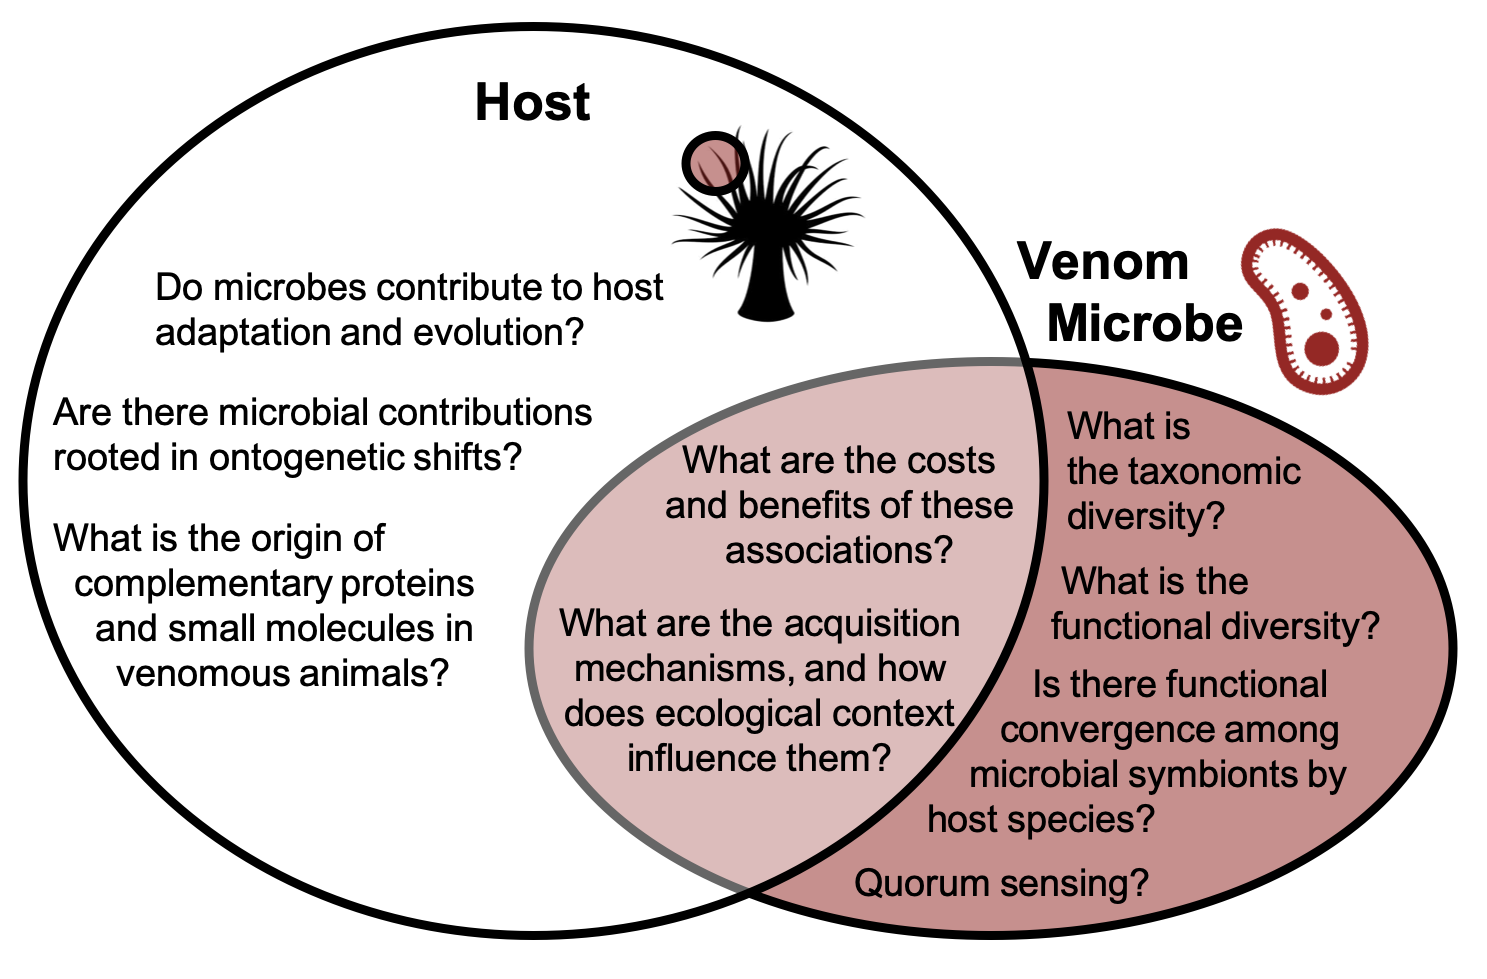 Host
Do microbes contribute to host
adaptation and evolution?
Are there microbial contributions
rooted in ontogenetic shifts?
What is the origin of
complementary proteins
and small molecules in
venomous animals?
What are the costs
and benefits of these
associations?
What are the acquisition
mechanisms, and how
does ecological context
influence them?
Venom
Microbe
What is
the taxonomic
diversity?
What is the
functional diversity?
Is there functional
convergence among
microbial symbionts by
host species?
Quorum sensing?